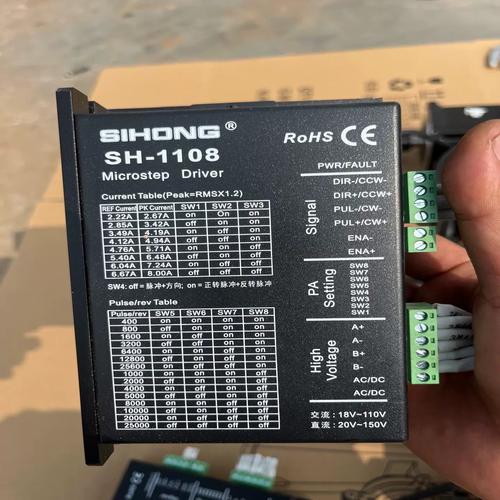 SIHONG®
RoHS CE
SH-1108
Microstep Driver
PWR/FAULT
Current Table(Peak=RMSX1.2)
REF Current PK Current SW1 SW2 SW3
2.22A 2.67A on On on
2.85A 3.42A off on on
3.49A 4.19A on off on
4.12A 4.94A off off on
4.76A 5.71A on on off
5.40A 6.48A off on off
6.04A 7.24A on off off
6.67A 8.00A off off off
SW4: off=脉冲+方向; on=正转脉冲+反转脉冲
Pulse/rev Table
Pulse/rev SW5 SW6 SW7 SW8
400 on on on on
800 off on on on
1600 on off on on
3200 off off on on
6400 on on off on
12800 off on off on
25600 on off off on
1000 off off off on
2000 on on on off
4000 off on on off
5000 on off on off
8000 off off on off
10000 on on off off
20000 off on off off
25000 on off off off
Signal
DIR-/CCW-
DIR+/CCW+
PUL-/CW-
PUL+/CW+
ENA-
ENA+
PA Setting
SW8
SW7
SW6
SW5
SW4
SW3
SW2
SW1
High Voltage
A+
A-
B+
B-
AC/DC
AC/DC
交流: 18V~110V
直流: 20V~150V